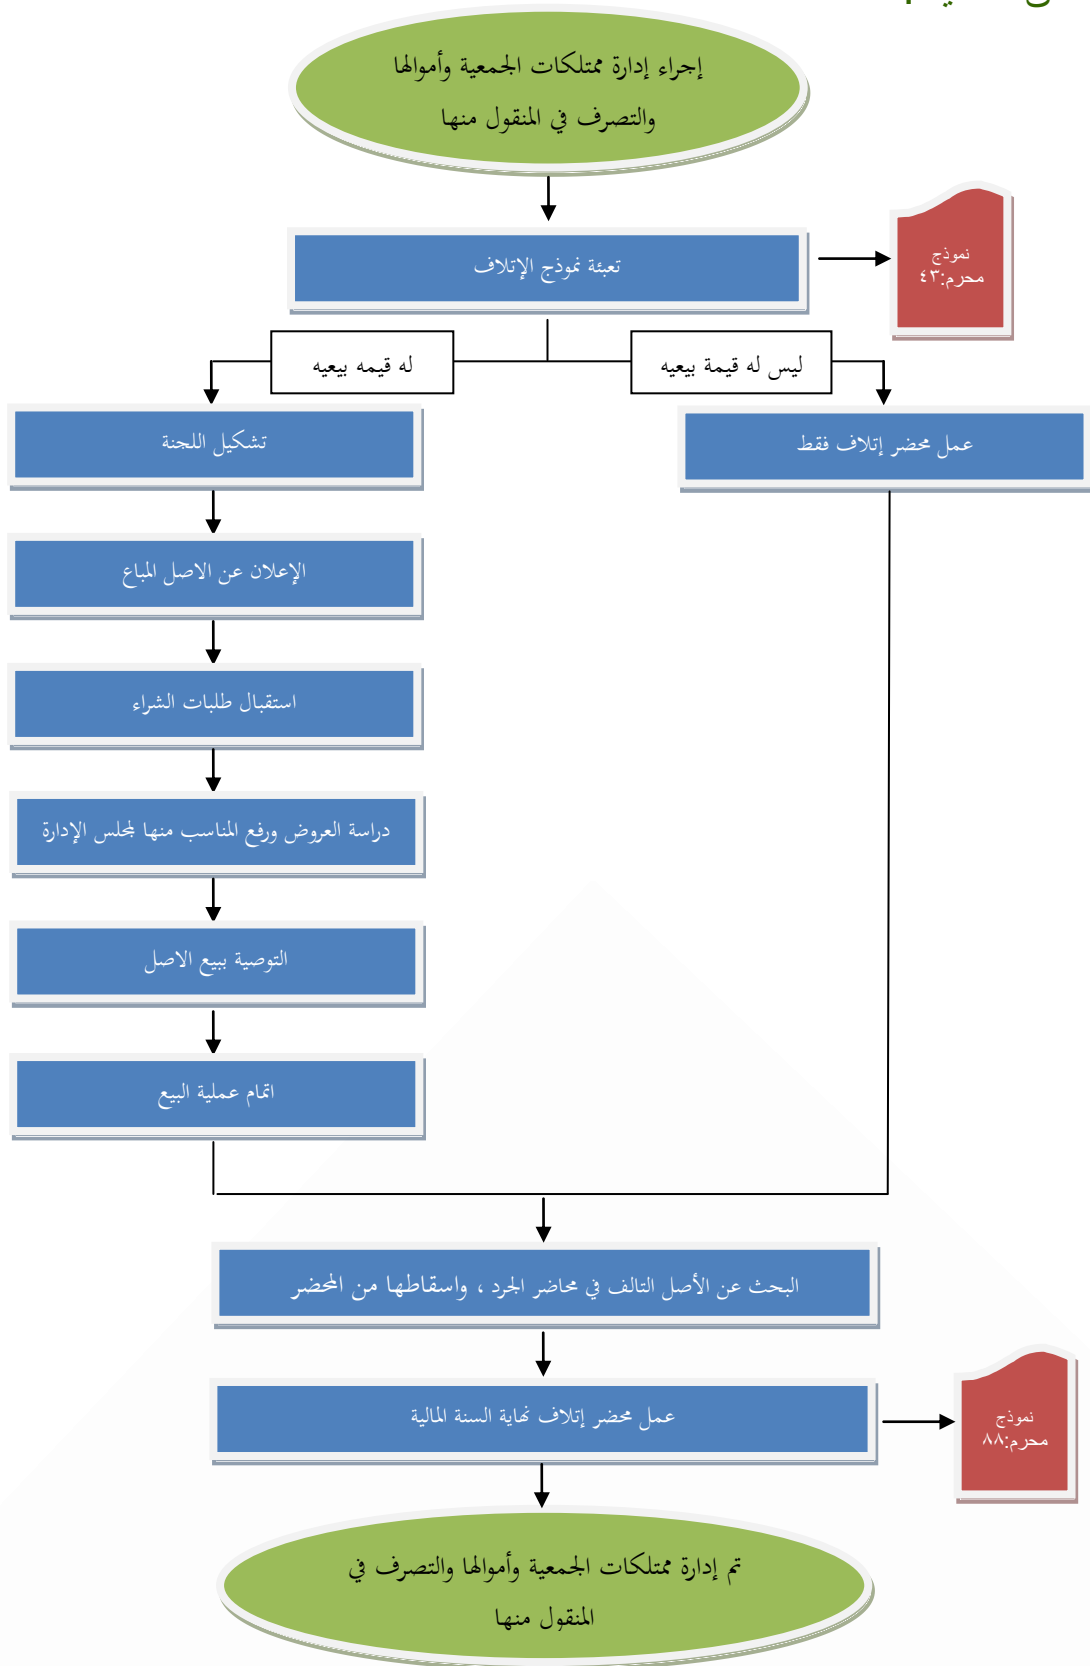 إجراء إدارة ممتلكات الجمعية وأموالها
والتصرف في المنقول منها
تعبئة نموذج الإتلاف
نموذج
محرم:٤٣
ليس له قيمة بيعيه
له قيمه بيعيه
عمل محضر إتلاف فقط
تشكيل اللجنة
الإعلان عن الاصل المباع
استقبال طلبات الشراء
دراسة العروض ورفع المناسب منها لمجلس الإدارة
التوصية ببيع الاصل
اتمام عملية البيع
البحث عن الأصل التالف في محاضر الجرد ، واسقاطها من المحضر
عمل محضر إتلاف نهاية السنة المالية
نموذج
محرم:٨٨
تم إدارة ممتلكات الجمعية وأموالها والتصرف في
المنقول منها